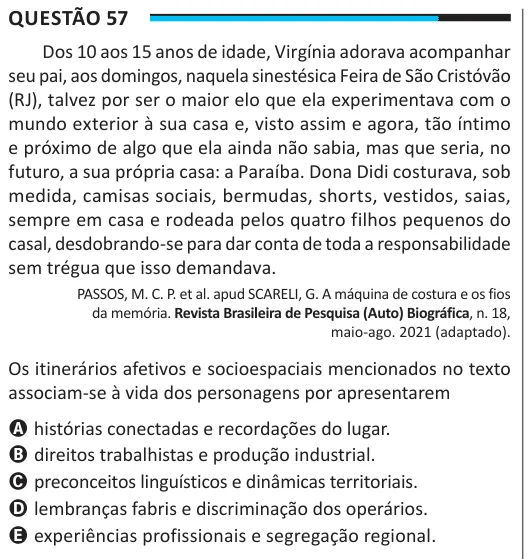 QUESTÃO 57
Dos 10 aos 15 anos de idade, Virgínia adorava acompanhar
seu pai, aos domingos, naquela sinestésica Feira de São Cristóvão
(RJ), talvez por ser o maior elo que ela experimentava com o
mundo exterior à sua casa e, visto assim e agora, tão íntimo
e próximo de algo que ela ainda não sabia, mas que seria, no
futuro, a sua própria casa: a Paraíba. Dona Didi costurava, sob
medida, camisas sociais, bermudas, shorts, vestidos, saias,
sempre em casa e rodeada pelos quatro filhos pequenos do
casal, desdobrando-se para dar conta de toda a responsabilidade
sem trégua que isso demandava.
PASSOS, M. C. P. et al. apud SCARELI, G. A máquina de costura e os fios
da memória. Revista Brasileira de Pesquisa (Auto) Biográfica, n. 18,
maio-ago. 2021 (adaptado).
Os itinerários afetivos e socioespaciais mencionados no texto
associam-se à vida dos personagens por apresentarem
A histórias conectadas e recordações do lugar.
B direitos trabalhistas e produção industrial.
C preconceitos linguísticos e dinâmicas territoriais.
D lembranças fabris e discriminação dos operários.
E experiências profissionais e segregação regional.